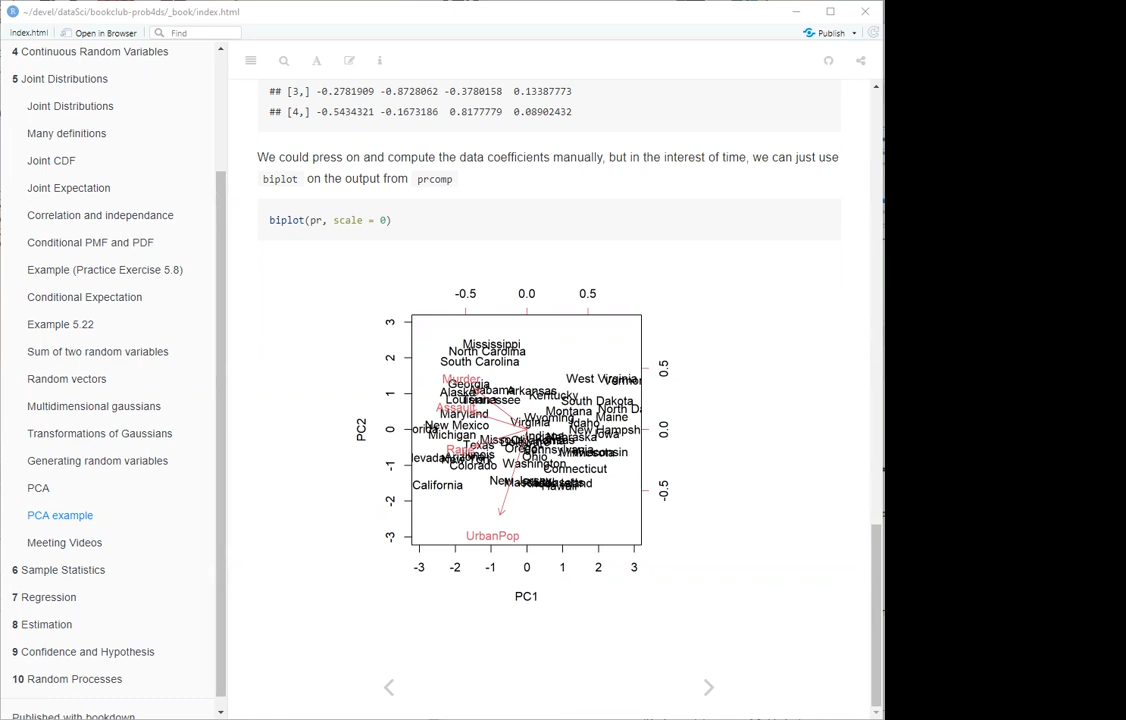 ~/devel/dataSci/bookclub-prob4ds/_book/index.html
index.html Open in Browser Find Publish
4 Continuous Random Variables
5 Joint Distributions
Joint Distributions
Many definitions
Joint CDF
Joint Expectation
Correlation and independance
Conditional PMF and PDF
Example (Practice Exercise 5.8)
Conditional Expectation
Example 5.22
Sum of two random variables
Random vectors
Multidimensional gaussians
Transformations of Gaussians
Generating random variables
PCA
PCA example
Meeting Videos
6 Sample Statistics
7 Regression
8 Estimation
9 Confidence and Hypothesis
10 Random Processes
Published with bookdown
## [3,] -0.2781909 -0.8728062 -0.3780158 0.13387773
## [4,] -0.5434321 -0.1673186 0.8177779 0.08902432
We could press on and compute the data coefficients manually, but in the interest of time, we can just use
biplot on the output from prcomp
biplot(pr, scale = 0)
-0.5 0.0 0.5
3
2
1
0
-1
-2
-3
PC2
Mississippi
North Carolina
South Carolina
Murder
West Virginia
Georgia
Arkansas
Alaska
Kentucky
South Dakota
Assault
Maryland
Montana
Maine
Wyoming
Virginia
Idaho
New Mexico
Michigan
Iowa
Texas
Rape
Ohio
Washington
Colorado
Connecticut
California
Hawaii
UrbanPop
0.5
0.0
-0.5
-3 -2 -1 0 1 2 3
PC1